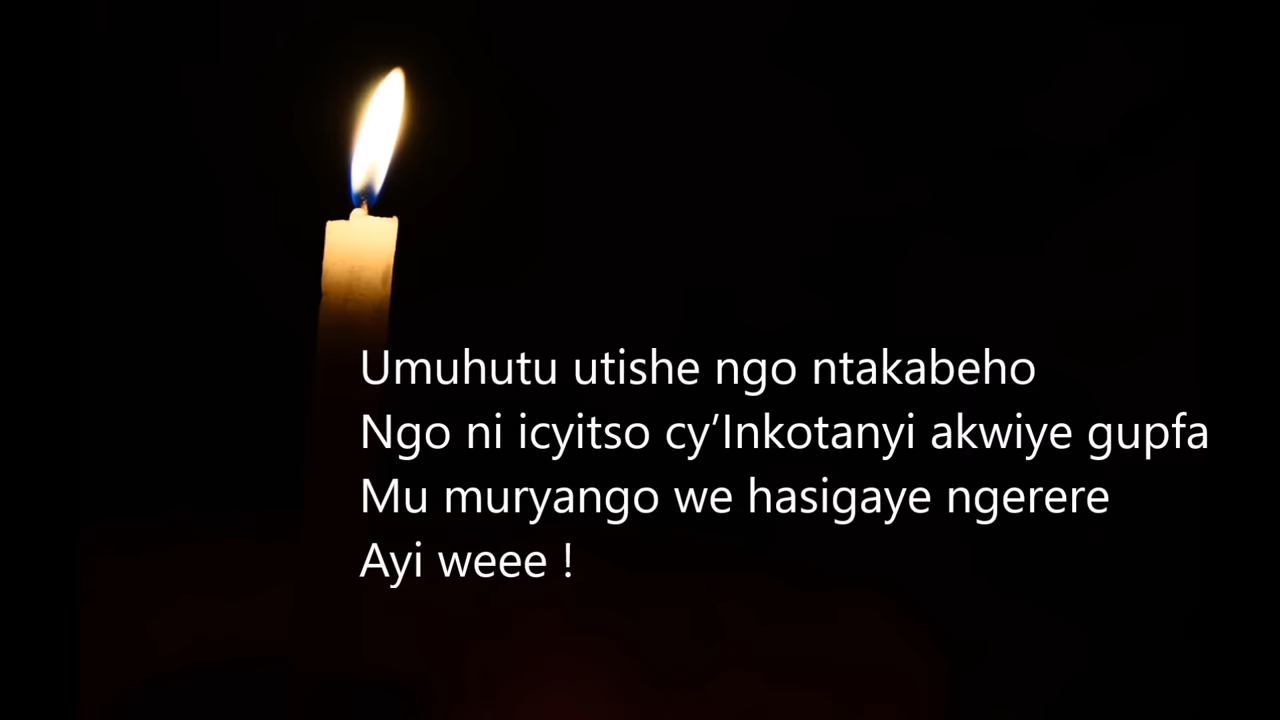 Umuhutu utishe ngo ntakabeho
Ngo ni icyitso cy’Inkotanyi akwiye gupfa
Mu muryango we hasigaye ngerere
Ayi weee !